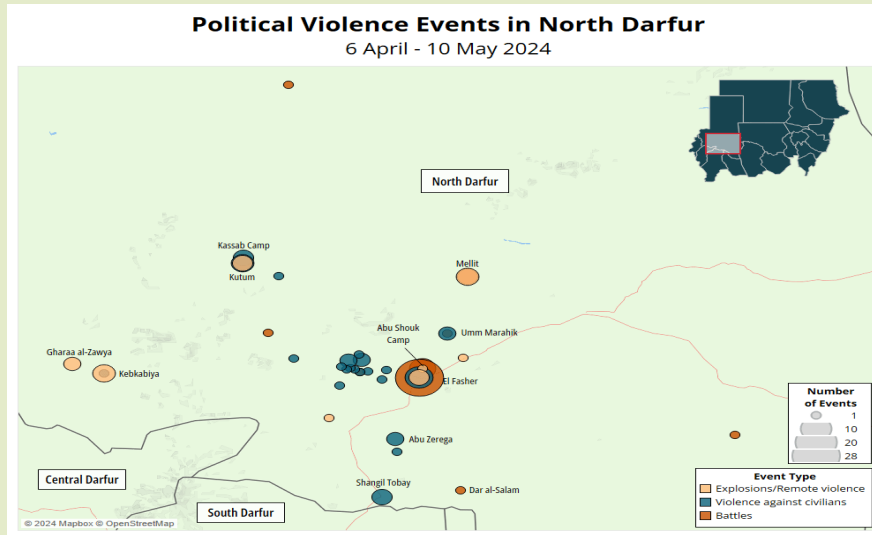 Political Violence Events in North Darfur
6 April - 10 May 2024
North Darfur
Kassab Camp
Kutum
Mellit
Abu Shouk
Camp
Umm Marahik
Gharaa al-Zawya
Kebkabiya
El Fasher
Abu Zerega
Central Darfur
Shangil Tobay
Dar al-Salam
South Darfur
Number
of Events
1
10
20
28
Event Type
Explosions/Remote violence
Violence against civilians
Battles
© 2024 Mapbox © OpenStreetMap